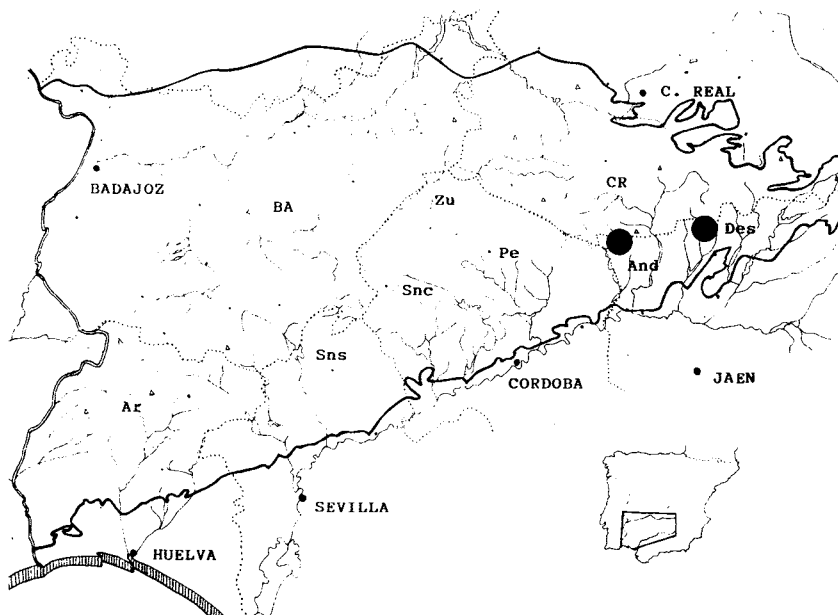 C. REAL
BADAJOZ
CR
BA
Zu
Des
Pe
And
Snc
Sns
CORDOBA
JAEN
Ar
SEVILLA
HUELVA